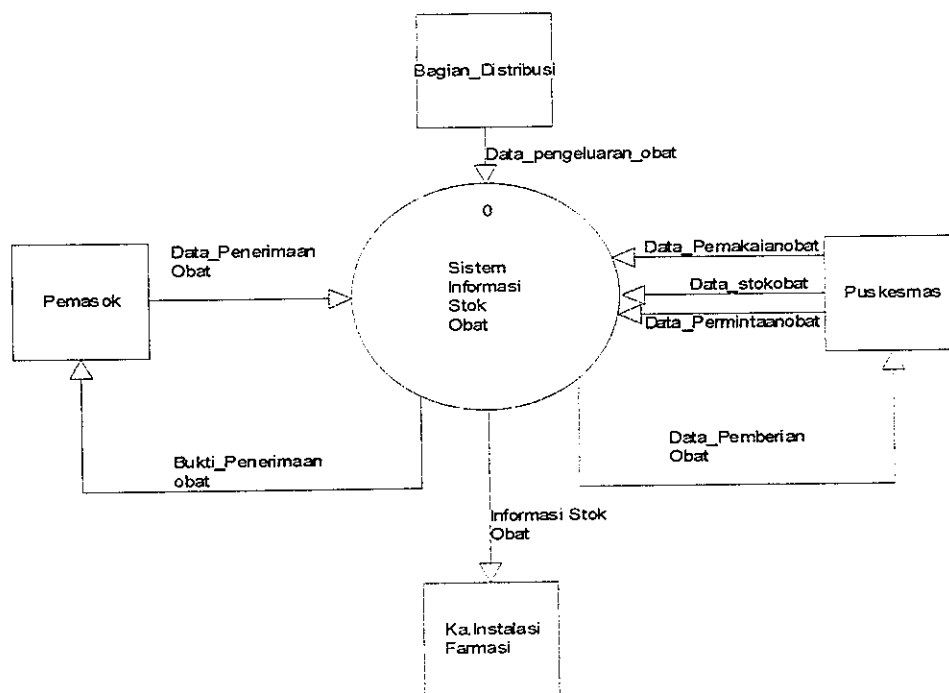 Bagian_Distribusi
Data_pengeluaran_obat
0
Sistem
Informasi
Stok
Obat
Data_Penerimaan
Obat
Pemasok
Data_Pemakaianobat
Data_stokobat
Data_Permintaanobat
Puskesmas
Bukti_Penerimaan
obat
Data_Pemberian
Obat
Informasi Stok
Obat
Ka.Instalasi
Farmasi